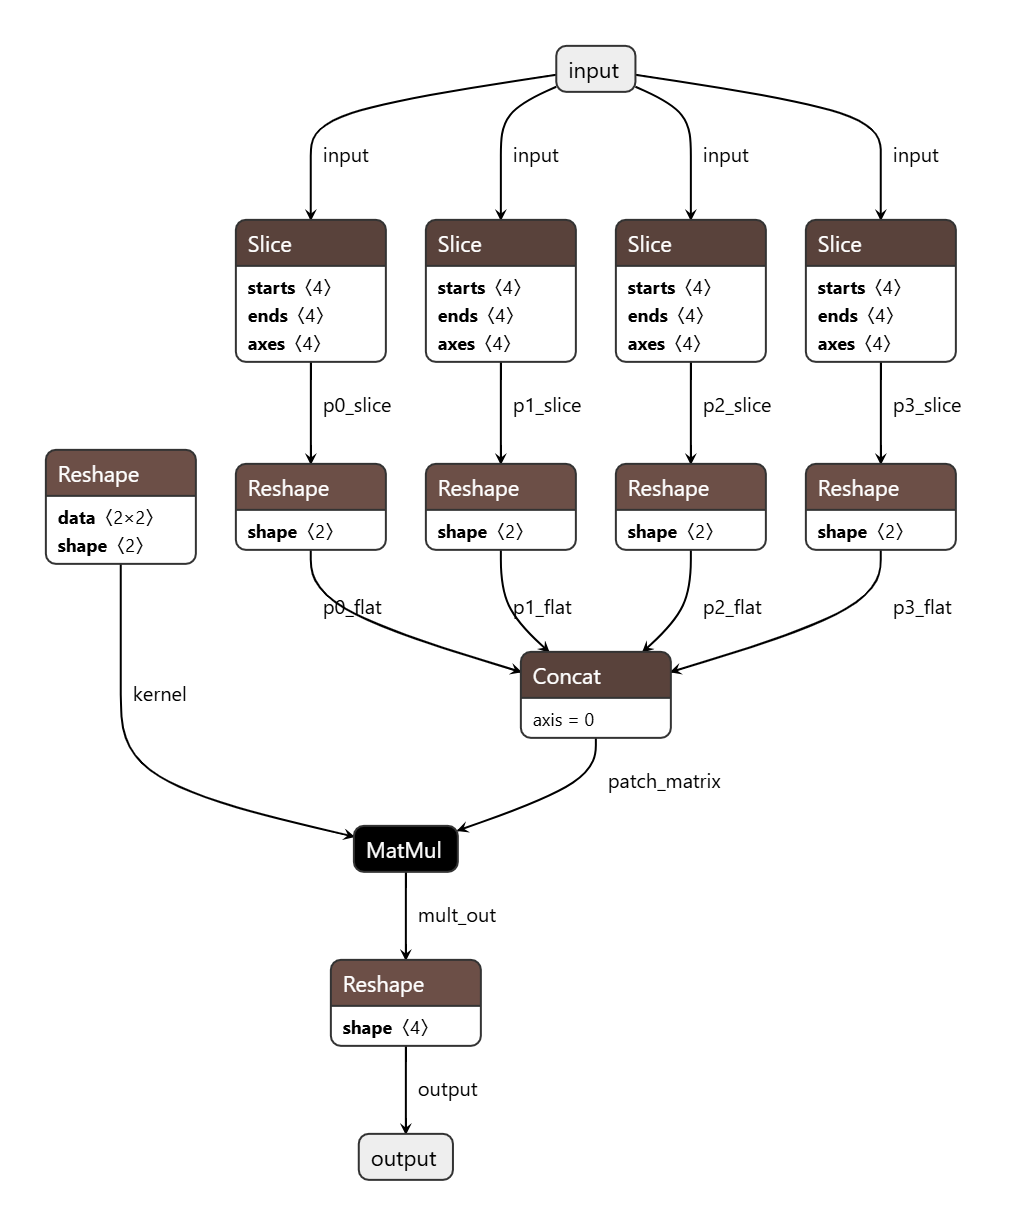 input
input
input
input
input
Slice
starts 〈4〉
ends 〈4〉
axes 〈4〉
Slice
starts 〈4〉
ends 〈4〉
axes 〈4〉
Slice
starts 〈4〉
ends 〈4〉
axes 〈4〉
Slice
starts 〈4〉
ends 〈4〉
axes 〈4〉
p0_slice
p1_slice
p2_slice
p3_slice
Reshape
data 〈2×2〉
shape 〈2〉
Reshape
shape 〈2〉
Reshape
shape 〈2〉
Reshape
shape 〈2〉
Reshape
shape 〈2〉
p0_flat
p1_flat
p2_flat
p3_flat
Concat
axis = 0
kernel
patch_matrix
MatMul
mult_out
Reshape
shape 〈4〉
output
output